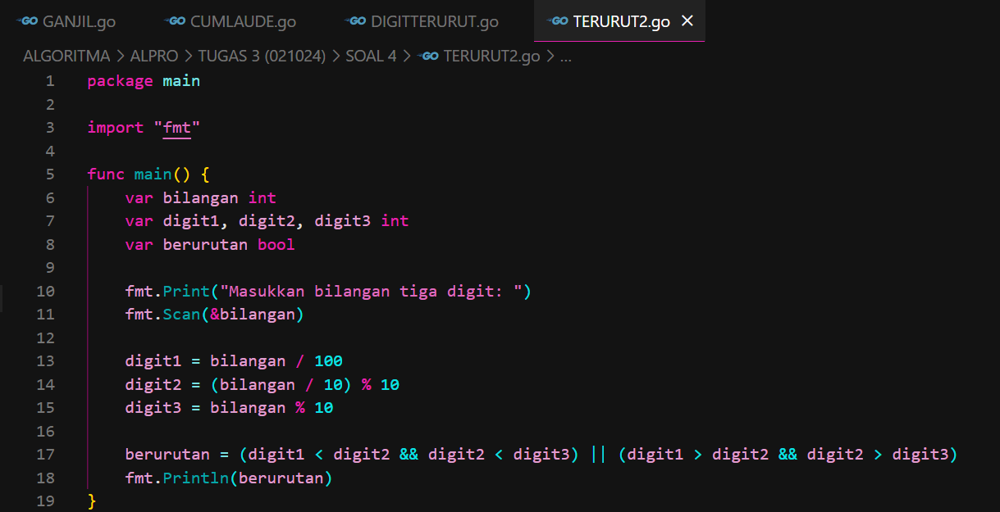 GANJIL.go CUMLAUDE.go DIGITTERURUT.go TERURUT2.go
ALGORITMA > ALPRO > TUGAS 3 (021024) > SOAL 4 > TERURUT2.go > ...
1 package main
2
3 import "fmt"
4
5 func main() {
6 var bilangan int
7 var digit1, digit2, digit3 int
8 var berurutan bool
9
10 fmt.Print("Masukkan bilangan tiga digit: ")
11 fmt.Scan(&bilangan)
12
13 digit1 = bilangan / 100
14 digit2 = (bilangan / 10) % 10
15 digit3 = bilangan % 10
16
17 berurutan = (digit1 < digit2 && digit2 < digit3) || (digit1 > digit2 && digit2 > digit3)
18 fmt.Println(berurutan)
19 }